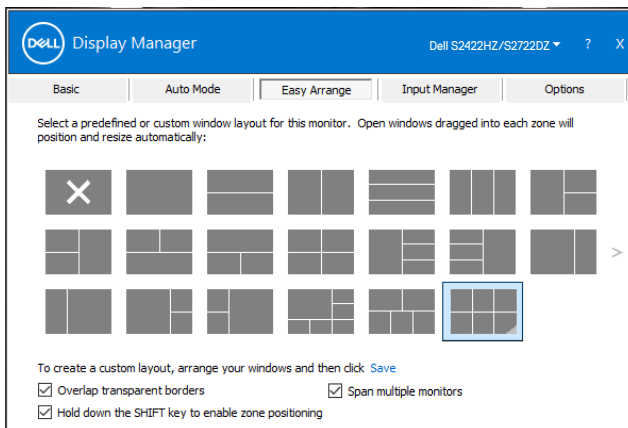 DELL Display Manager
Dell S2422HZ/S2722DZ ? X
Basic Auto Mode Easy Arrange Input Manager Options
Select a predefined or custom window layout for this monitor. Open windows dragged into each zone will
position and resize automatically:
>
To create a custom layout, arrange your windows and then click Save
Overlap transparent borders Span multiple monitors
Hold down the SHIFT key to enable zone positioning